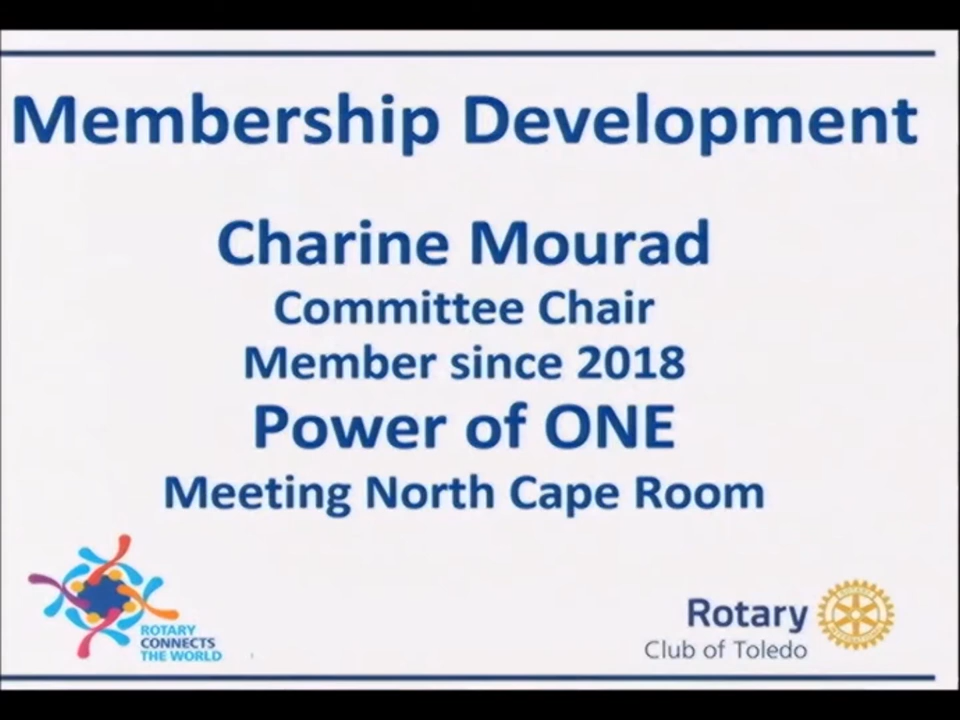 Membership Development
Charine Mourad
Committee Chair
Member since 2018
Power of ONE
Meeting North Cape Room
ROTARY
CONNECTS
THE WORLD
Rotary
Club of Toledo